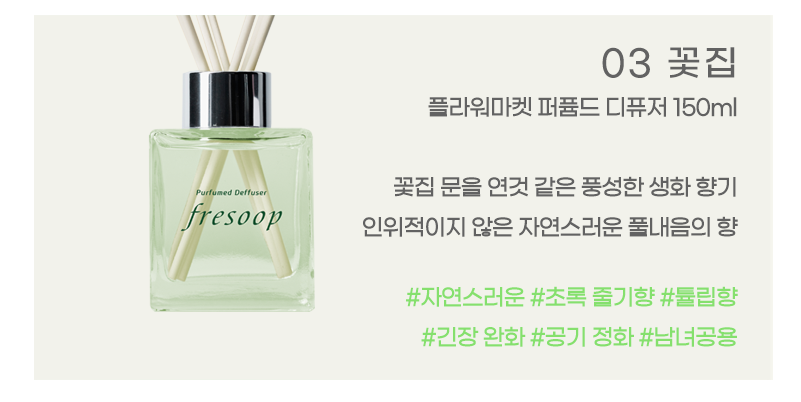 03 꽃집
플라워마켓 퍼퓸드 디퓨저 150ml
꽃집 문을 연것 같은 풍성한 생화 향기
인위적이지 않은 자연스러운 풀내음의 향
#자연스러운 #초록 줄기향 #튤립향
#긴장 완화 #공기 정화 #남녀공용
Purfumed Deffuser
fresoop